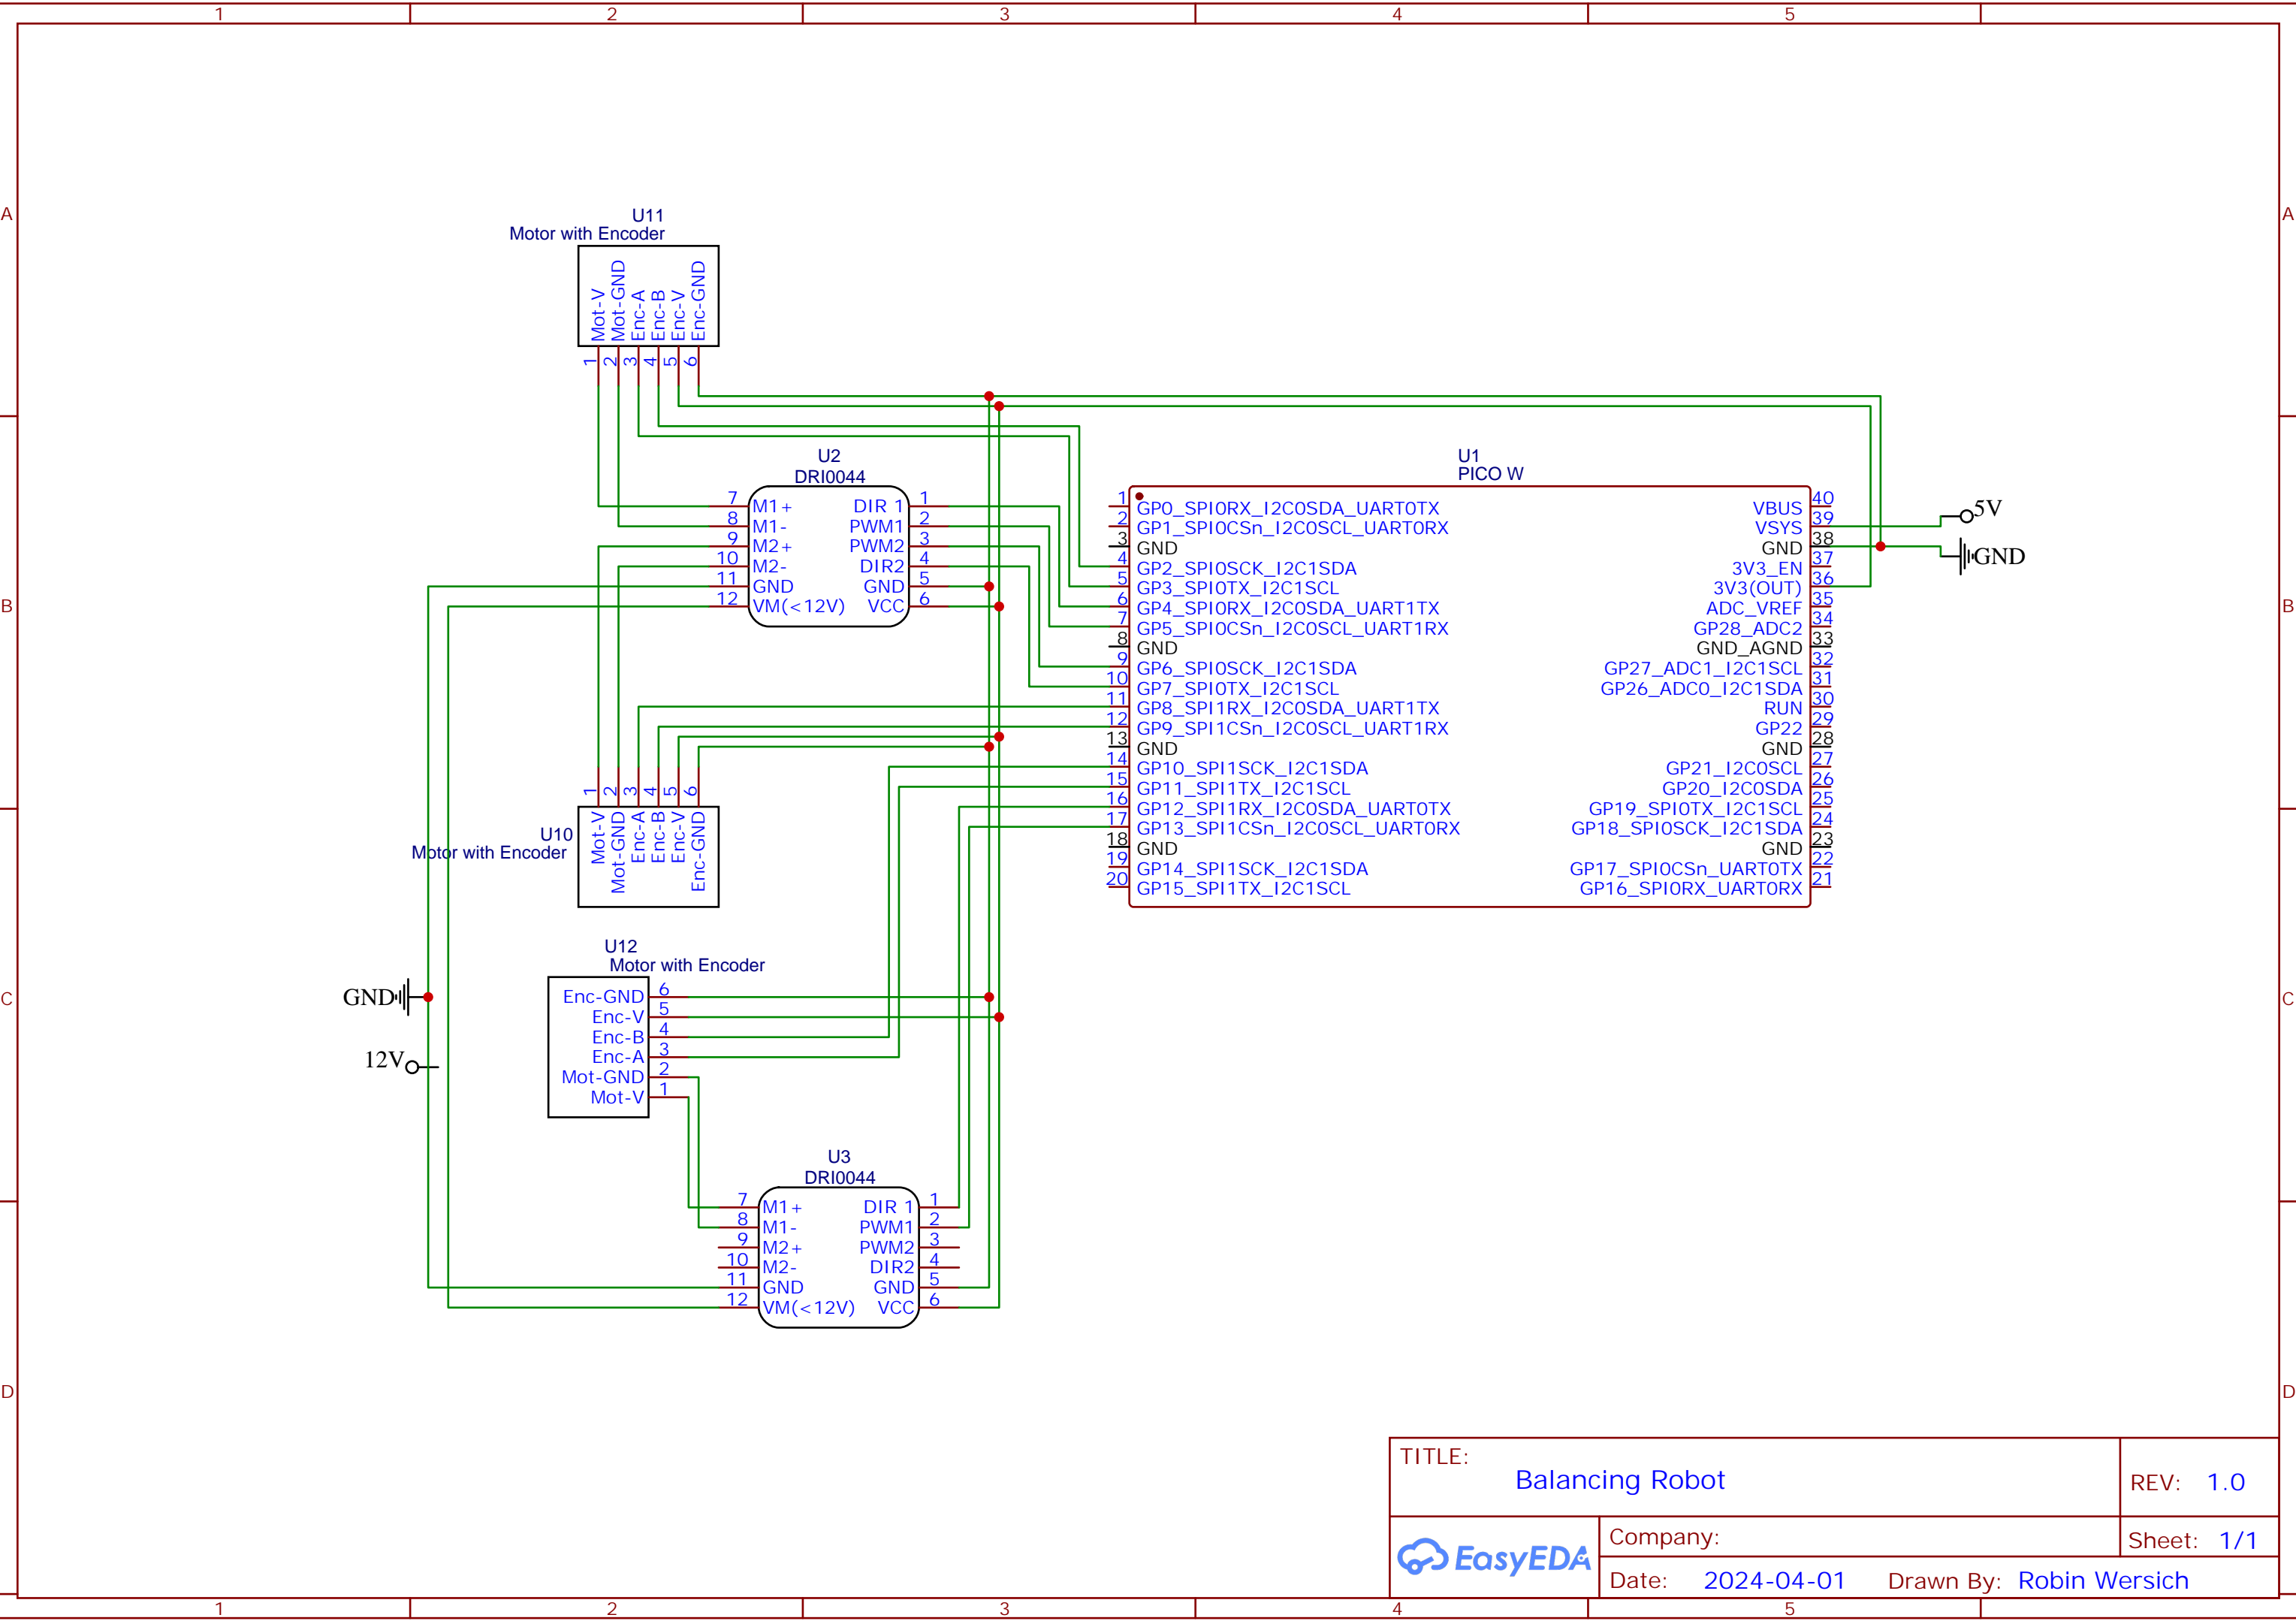 1 2 3 4 5
A A
B B
C C
D D
U11
Motor with Encoder
Mot-V
Mot-GND
Enc-A
Enc-B
Enc-V
Enc-GND
1 2 3 4 5 6
U2
DRI0044
7 M1+ DIR 1 1
8 M1- PWM1 2
9 M2+ PWM2 3
10 M2- DIR2 4
11 GND GND 5
12 VM(<12V) VCC 6
U1
PICO W
1 GP0_SPI0RX_I2C0SDA_UART0TX VBUS 40
2 GP1_SPI0CSn_I2C0SCL_UART0RX VSYS 39
3 GND GND 38
4 GP2_SPI0SCK_I2C1SDA 3V3_EN 37
5 GP3_SPI0TX_I2C1SCL 3V3(OUT) 36
6 GP4_SPI0RX_I2C0SDA_UART1TX ADC_VREF 35
7 GP5_SPI0CSn_I2C0SCL_UART1RX GP28_ADC2 34
8 GND GND_AGND 33
9 GP6_SPI0SCK_I2C1SDA GP27_ADC1_I2C1SCL 32
10 GP7_SPI0TX_I2C1SCL GP26_ADC0_I2C1SDA 31
11 GP8_SPI1RX_I2C0SDA_UART1TX RUN 30
12 GP9_SPI1CSn_I2C0SCL_UART1RX GP22 29
13 GND GND 28
14 GP10_SPI1SCK_I2C1SDA GP21_I2C0SCL 27
15 GP11_SPI1TX_I2C1SCL GP20_I2C0SDA 26
16 GP12_SPI1RX_I2C0SDA_UART0TX GP19_SPI0TX_I2C1SCL 25
17 GP13_SPI1CSn_I2C0SCL_UART0RX GP18_SPI0SCK_I2C1SDA 24
18 GND GND 23
19 GP14_SPI1SCK_I2C1SDA GP17_SPI0CSn_UART0TX 22
20 GP15_SPI1TX_I2C1SCL GP16_SPI0RX_UART0RX 21
5V
GND
1 2 3 4 5 6
Mot-V
Mot-GND
Enc-A
Enc-B
Enc-V
Enc-GND
U10
Motor with Encoder
U12
Motor with Encoder
Enc-GND 6
Enc-V 5
Enc-B 4
Enc-A 3
Mot-GND 2
Mot-V 1
GND
12V
U3
DRI0044
7 M1+ DIR 1 1
8 M1- PWM1 2
9 M2+ PWM2 3
10 M2- DIR2 4
11 GND GND 5
12 VM(<12V) VCC 6
TITLE:
Balancing Robot
REV: 1.0
EasyEDA
Company:
Sheet: 1/1
Date: 2024-04-01 Drawn By: Robin Wersich
1 2 3 4 5